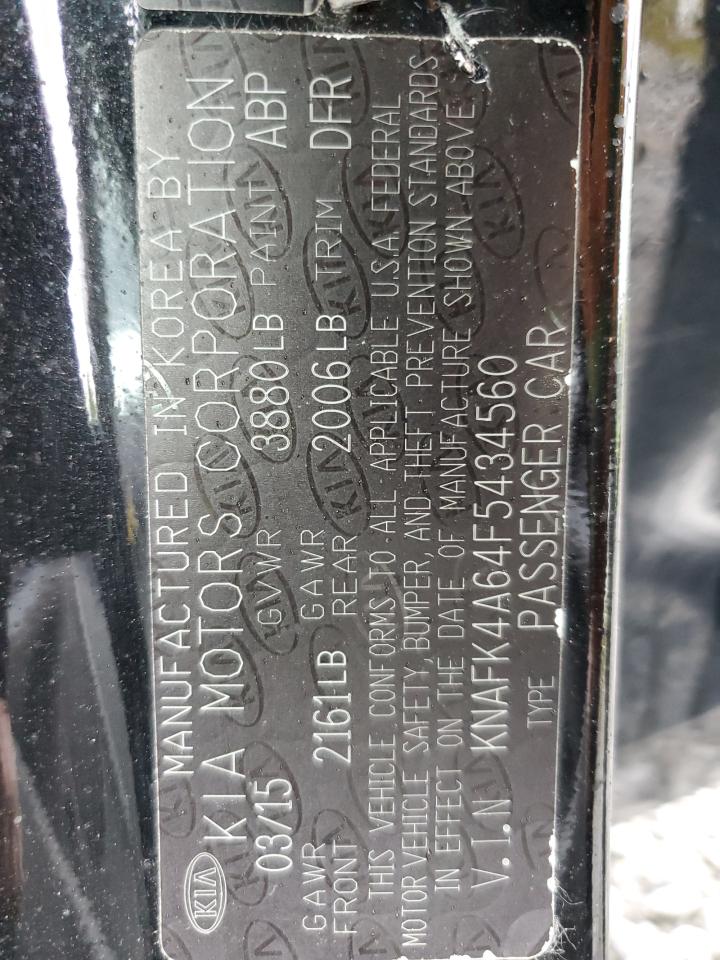 MANUFACTURED IN KOREA BY
KIA KIA MOTORS CORPORATION
03/15 GVWR 3880LB PAINT ABP
GAWR FRONT 2161LB GAWR REAR 2006LB TRIM DFR
THIS VEHICLE CONFORMS TO ALL APPLICABLE U.S.A FEDERAL
MOTOR VEHICLE SAFETY, BUMPER, AND THEFT PREVENTION STANDARDS
IN EFFECT ON THE DATE OF MANUFACTURE SHOWN ABOVE.
V.I.N KNAFK4A64F5434560
TYPE PASSENGER CAR